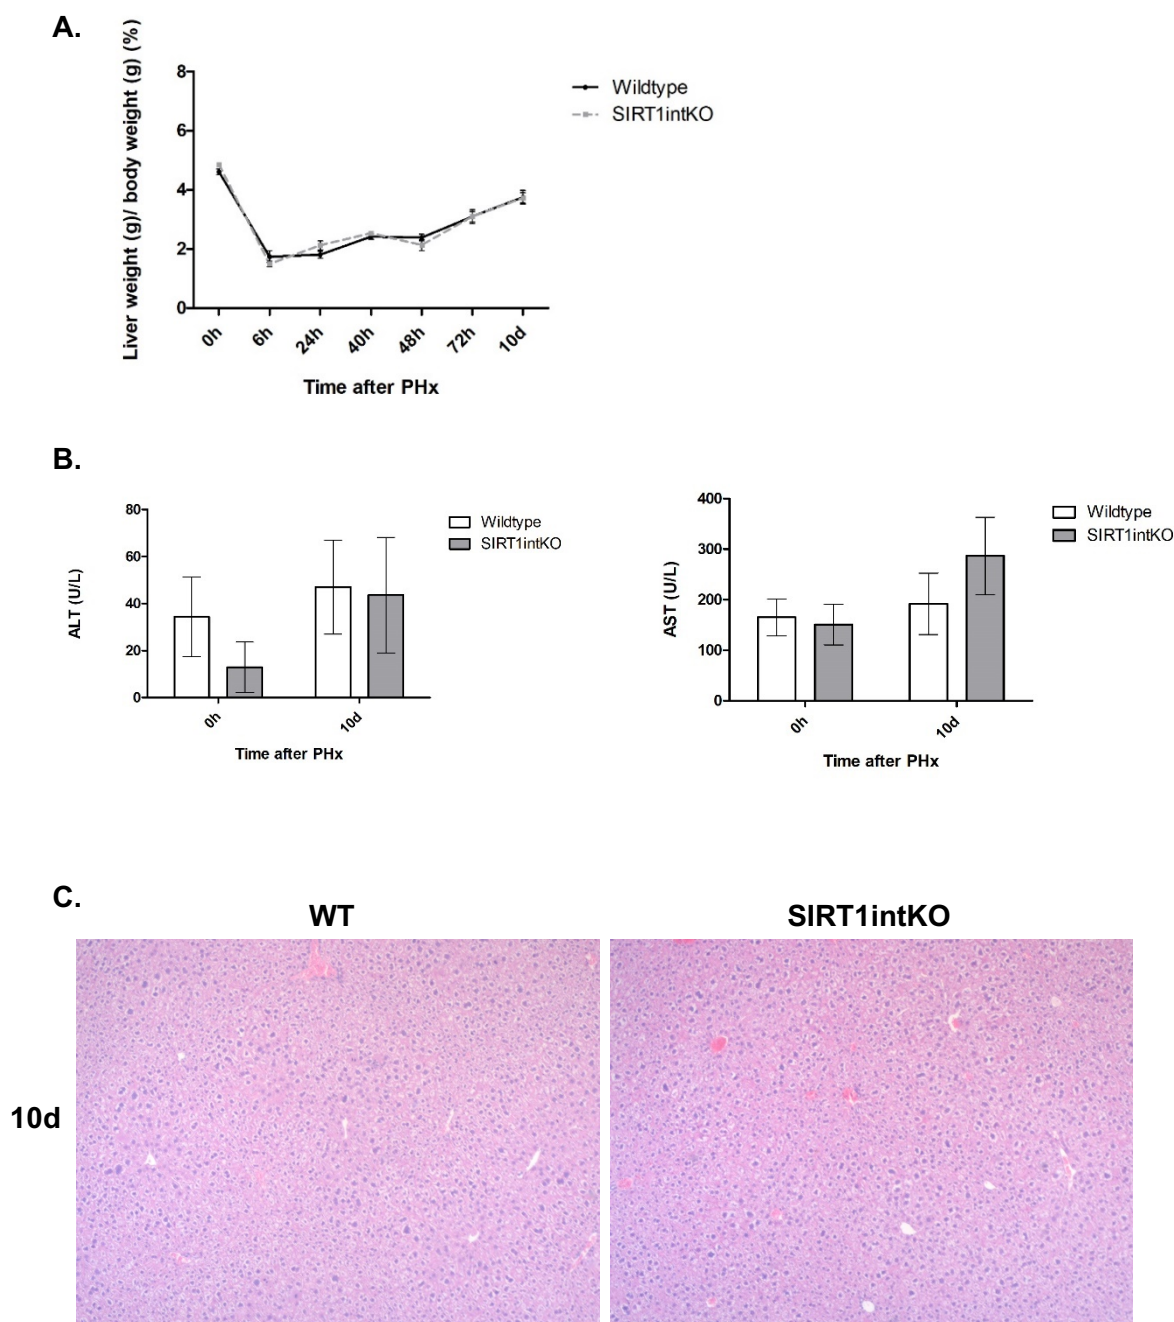 A.
Liver weight (g)/ body weight (g) (%)
8
6
4
2
0
0h
6h
24h
40h
48h
72h
10d
Time after PHx
Wildtype
SIRT1intKO
B.
ALT (U/L)
80
60
40
20
0
0h
10d
Time after PHx
Wildtype
SIRT1intKO
AST (U/L)
400
300
200
100
0
0h
10d
Time after PHx
Wildtype
SIRT1intKO
C.
WT
SIRT1intKO
10d